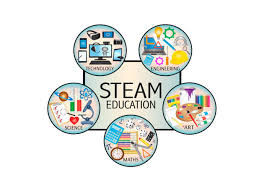 TECHNOLOGY
ENGINEERING
STEAM
EDUCATION
SCIENCE
ART
MATHS